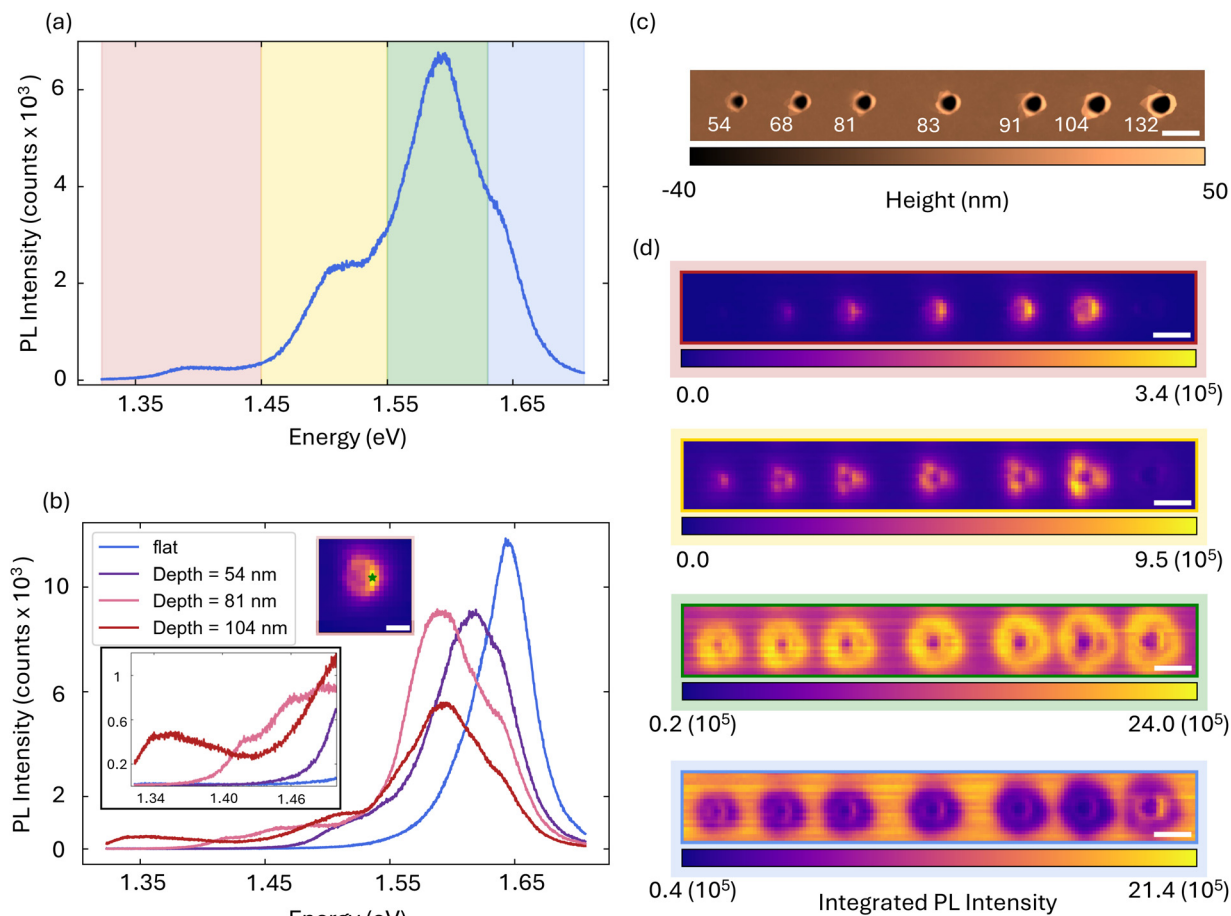 (a)
PL Intensity (counts x 10³)
6
4
2
0
1.35 1.45 1.55 1.65
Energy (eV)
(b)
PL Intensity (counts x 10³)
10
6
2
0
flat
Depth = 54 nm
Depth = 81 nm
Depth = 104 nm
1
0.6
0.2
1.34 1.40 1.46
1.35 1.45 1.55 1.65
Energy (eV)
(c)
54 68 81 83 91 104 132
-40 50
Height (nm)
(d)
0.0 3.4 (10⁵)
0.0 9.5 (10⁵)
0.2 (10⁵) 24.0 (10⁵)
0.4 (10⁵) 21.4 (10⁵)
Integrated PL Intensity